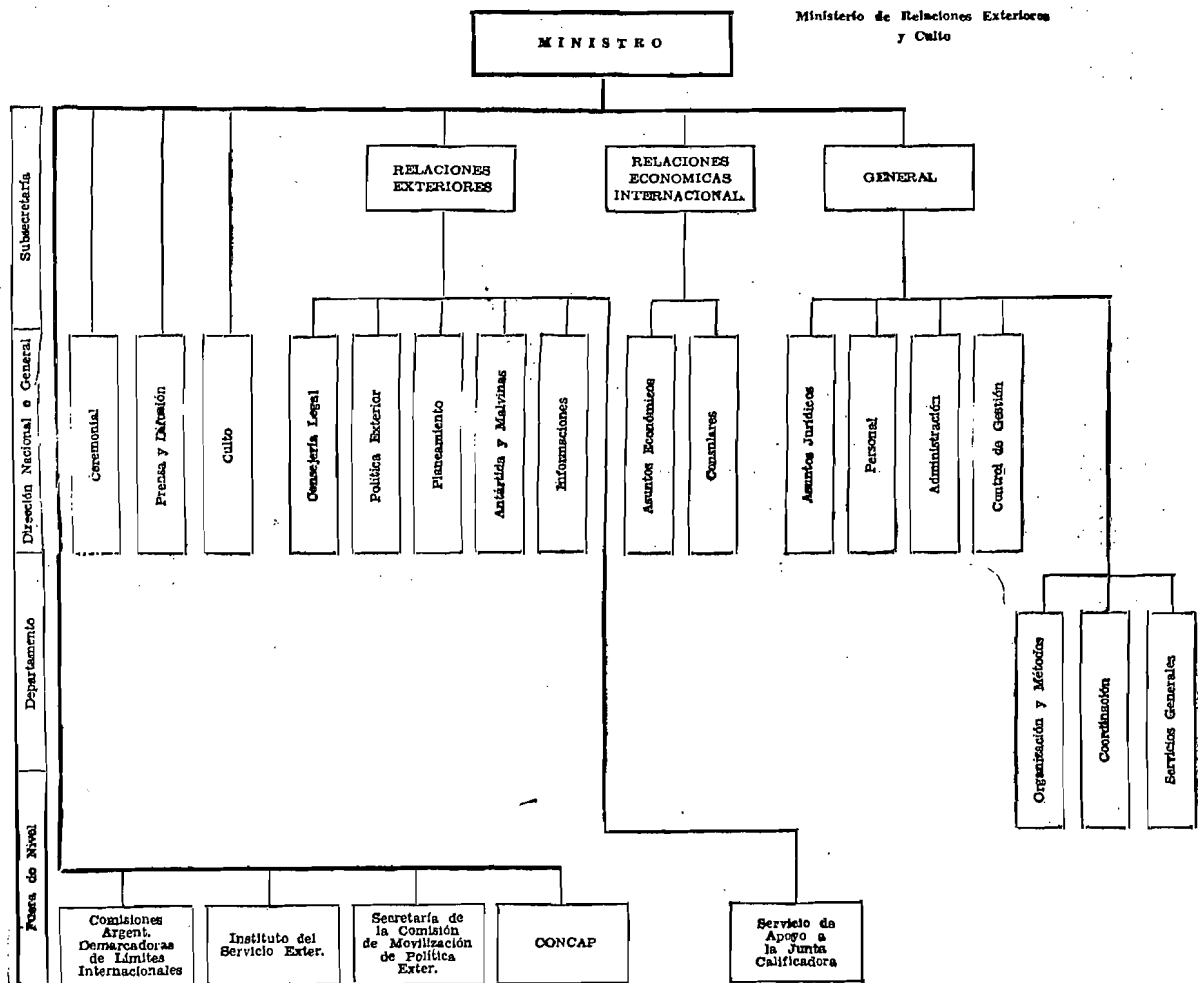 Ministerio de Relaciones Exteriores
y Culto
MINISTRO
Subsecretaría
RELACIONES
EXTERIORES
RELACIONES
ECONOMICAS
INTERNACIONAL.
GENERAL
Dirección Nacional o General
Ceremonial
Prensa y Difusión
Culto
Consejería Legal
Política Exterior
Planeamiento
Antártida y Malvinas
Informaciones
Asuntos Económicos
Consulares
Asuntos Jurídicos
Personal
Administración
Control de Gestión
Departamento
Organización y Métodos
Coordinación
Servicios Generales
Fuera de Nivel
Comisiones
Argent.
Demarcadoras
de Límites
Internacionales
Instituto del
Servicio Exter.
Secretaría de
la Comisión
de Movilización
de Política
Exter.
CONCAP
Servicio de
Apoyo a
la Junta
Calificadora